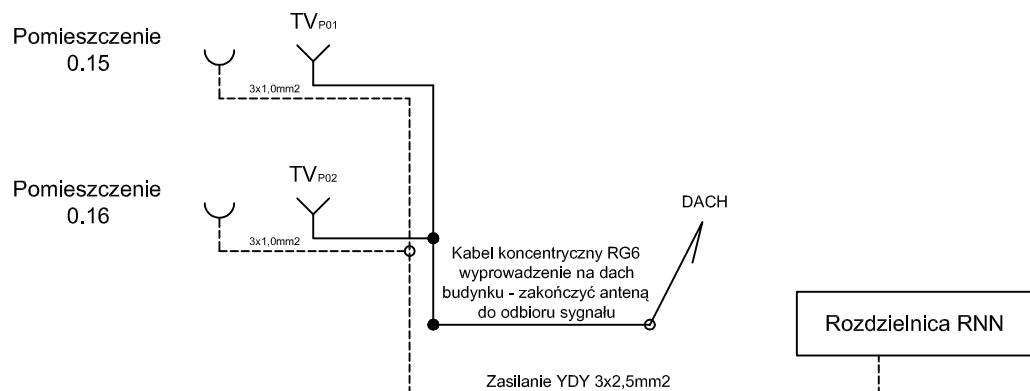 Pomieszczenie
0.15
TVP01
3x1,0mm2
Pomieszczenie
0.16
TVP02
3x1,0mm2
DACH
Kabel koncentryczny RG6
wyprowadzenie na dach
budynku - zakończyć anteną
do odbioru sygnału
Rozdzielnica RNN
Zasilanie YDY 3x2,5mm2